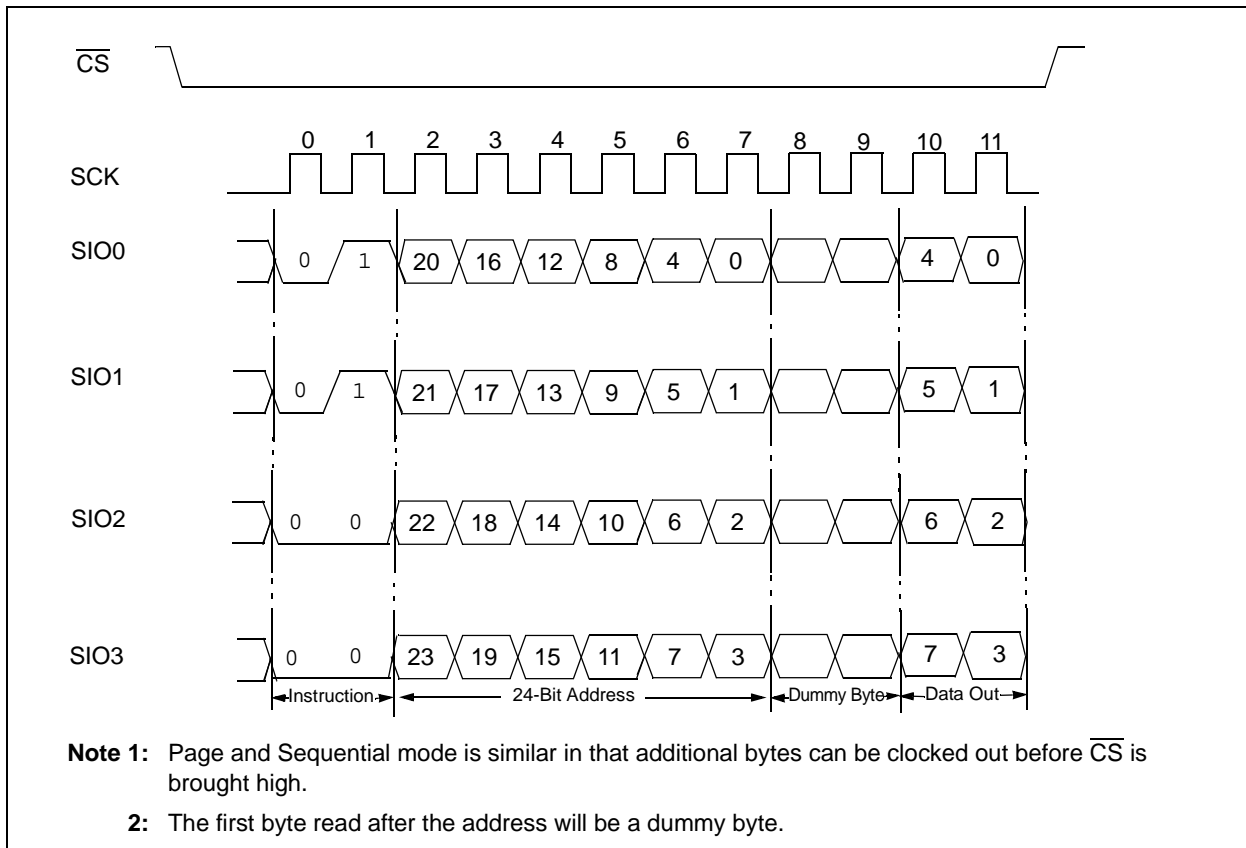 CS
0 1 2 3 4 5 6 7 8 9 10 11
SCK
SIO0 0 1 20 16 12 8 4 0 4 0
SIO1 0 1 21 17 13 9 5 1 5 1
SIO2 0 0 22 18 14 10 6 2 6 2
SIO3 0 0 23 19 15 11 7 3 7 3
Instruction 24-Bit Address Dummy Byte Data Out
Note 1: Page and Sequential mode is similar in that additional bytes can be clocked out before CS is
brought high.
2: The first byte read after the address will be a dummy byte.